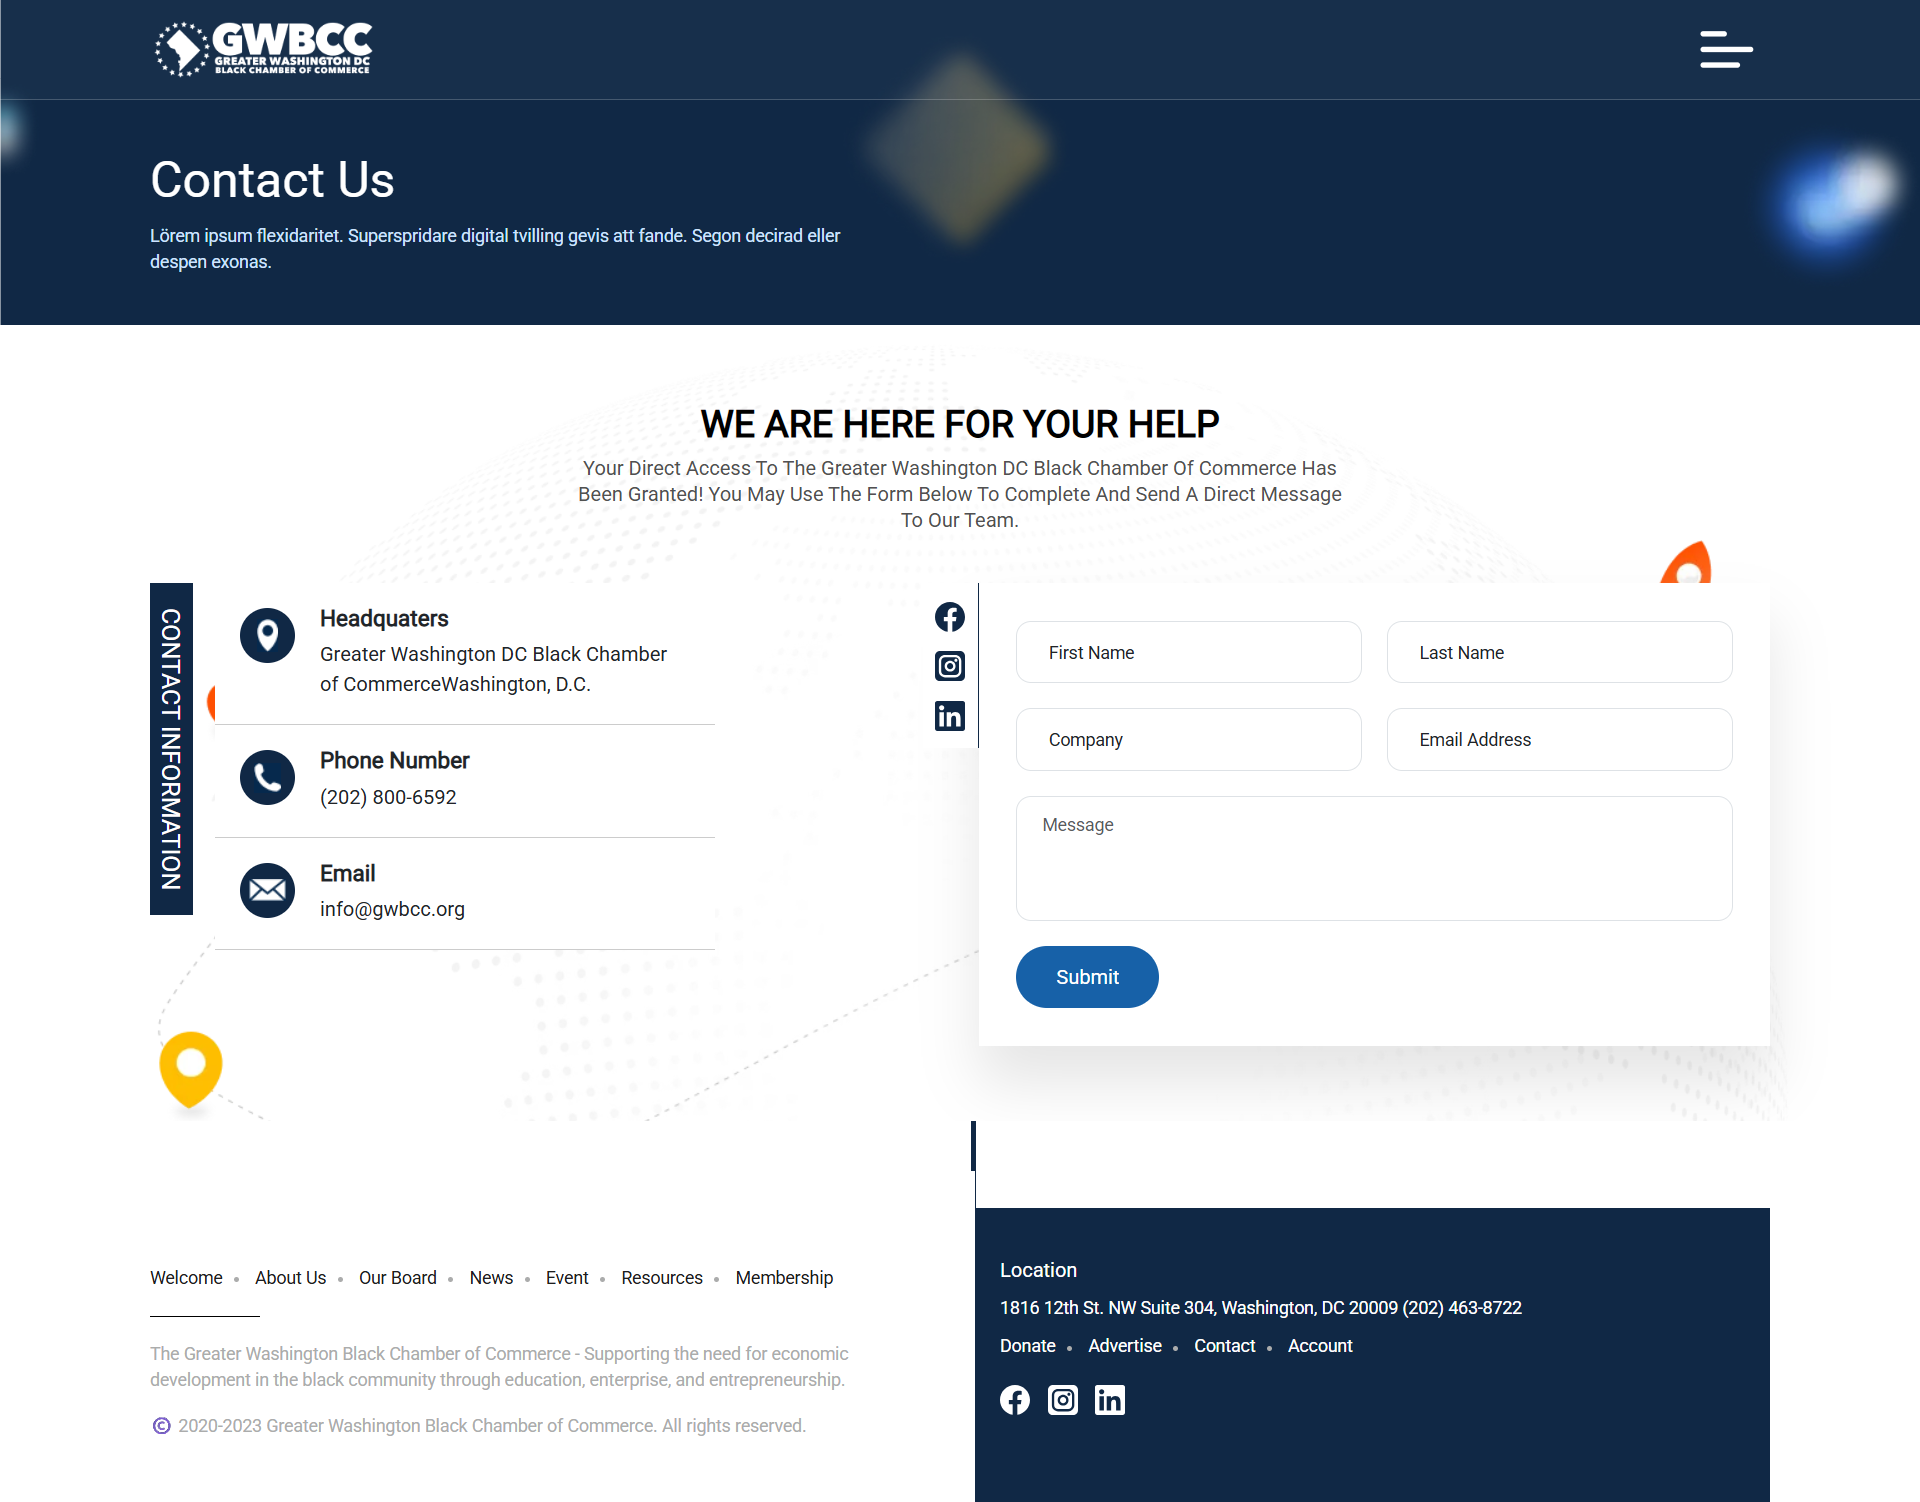 GWBCC
GREATER WASHINGTON DC
BLACK CHAMBER OF COMMERCE
Contact Us
Lörem ipsum flexidaritet. Superspridare digital tvilling gevis att fande. Segon decirad eller
despen exonas.
WE ARE HERE FOR YOUR HELP
Your Direct Access To The Greater Washington DC Black Chamber Of Commerce Has
Been Granted! You May Use The Form Below To Complete And Send A Direct Message
To Our Team.
CONTACT INFORMATION
Headquaters
Greater Washington DC Black Chamber
of CommerceWashington, D.C.
Phone Number
(202) 800-6592
Email
info@gwbcc.org
First Name
Last Name
Company
Email Address
Message
Submit
Welcome • About Us • Our Board • News • Event • Resources • Membership
The Greater Washington Black Chamber of Commerce - Supporting the need for economic
development in the black community through education, enterprise, and entrepreneurship.
© 2020-2023 Greater Washington Black Chamber of Commerce. All rights reserved.
Location
1816 12th St. NW Suite 304, Washington, DC 20009 (202) 463-8722
Donate • Advertise • Contact • Account